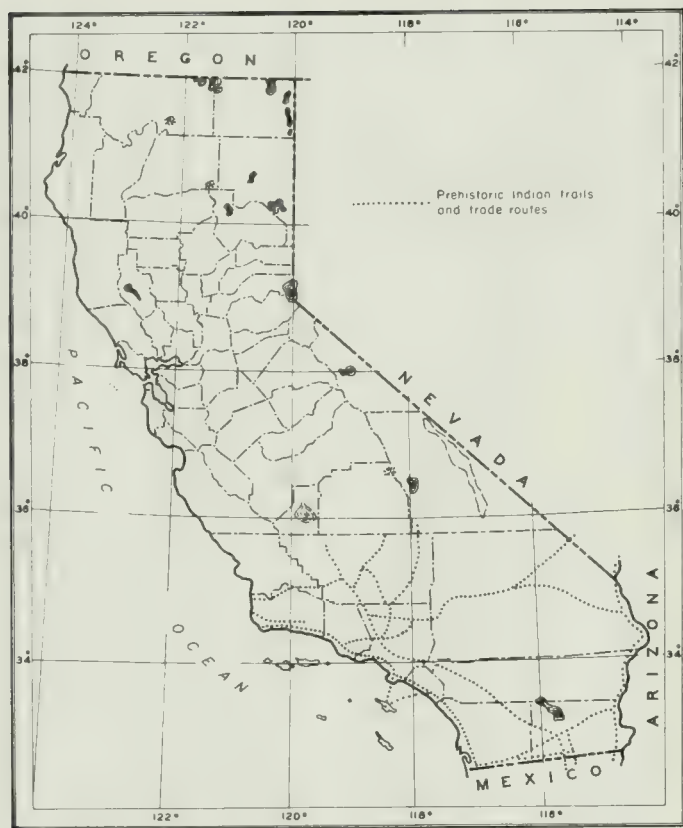 122° 120° 118° 116° 114°
OREGON
42° 42°
Prehistoric Indian trails
and trade routes
40° 40°
38° 38°
PACIFIC
NEVADA
36° 36°
ARIZONA
OCEAN
34° 34°
MEXICO
122° 120° 118° 116°